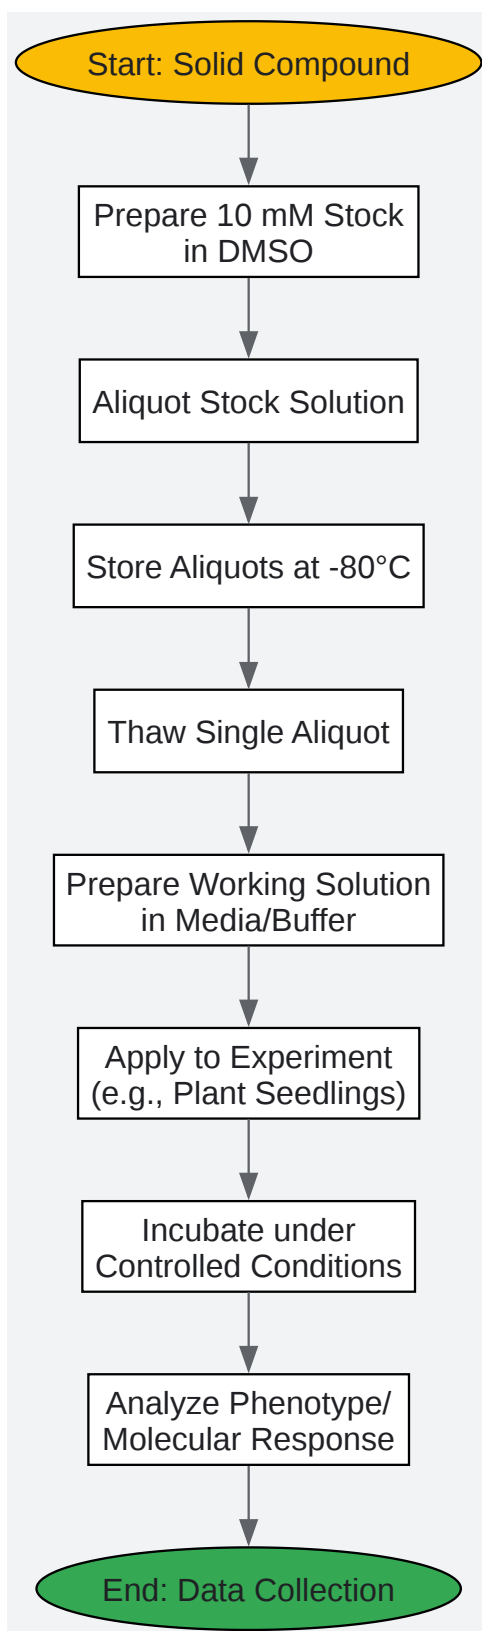 Start: Solid Compound
Prepare 10 mM Stock
in DMSO
Aliquot Stock Solution
Store Aliquots at -80°C
Thaw Single Aliquot
Prepare Working Solution
in Media/Buffer
Apply to Experiment
(e.g., Plant Seedlings)
Incubate under
Controlled Conditions
Analyze Phenotype/
Molecular Response
End: Data Collection